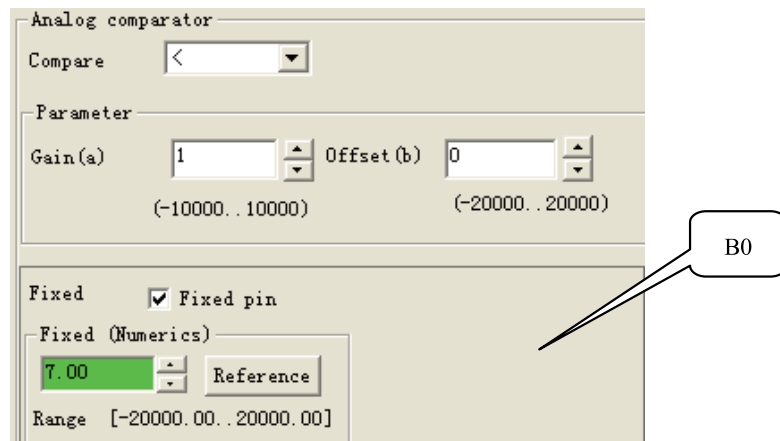 Analog comparator
Compare <
Parameter
Gain(a) 1 Offset(b) 0
(-10000..10000) (-20000..20000)
B0
Fixed Fixed pin
Fixed (Numerics)
7.00 Reference
Range [-20000.00..20000.00]